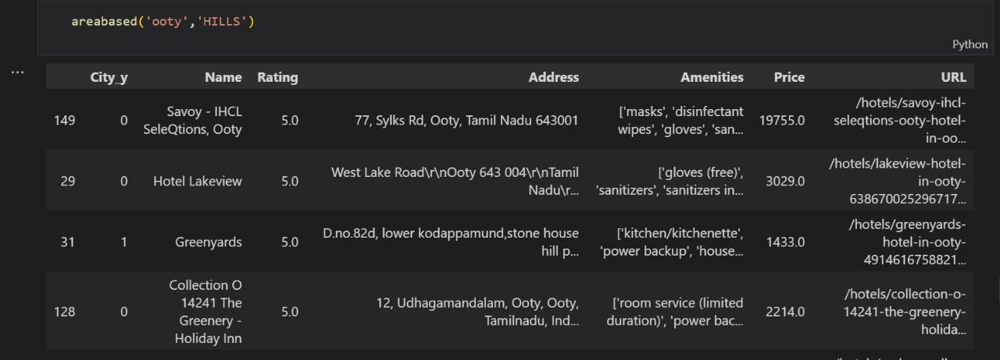 areabased('ooty','HILLS')
Python
...
City_y Name Rating Address Amenities Price URL
149 0 Savoy - IHCL SeleQtions, Ooty 5.0 77, Sylks Rd, Ooty, Tamil Nadu 643001 ['masks', 'disinfectant wipes', 'gloves', 'san... 19755.0 /hotels/savoy-ihcl-seleqtions-ooty-hotel-in-oo...
29 0 Hotel Lakeview 5.0 West Lake Road\r\nOoty 643 004\r\nTamil Nadu\r... ['gloves (free)', 'sanitizers', 'sanitizers in... 3029.0 /hotels/lakeview-hotel-in-ooty-638670025296717...
31 1 Greenyards 5.0 D.no.82d, lower kodappamund,stone house hill p... ['kitchen/kitchenette', 'power backup', 'house... 1433.0 /hotels/greenyards-hotel-in-ooty-4914616758821...
128 0 Collection O 14241 The Greenery - Holiday Inn 5.0 12, Udhagamandalam, Ooty, Ooty, Tamilnadu, Ind... ['room service (limited duration)', 'power bac... 2214.0 /hotels/collection-o-14241-the-greenery-holida...